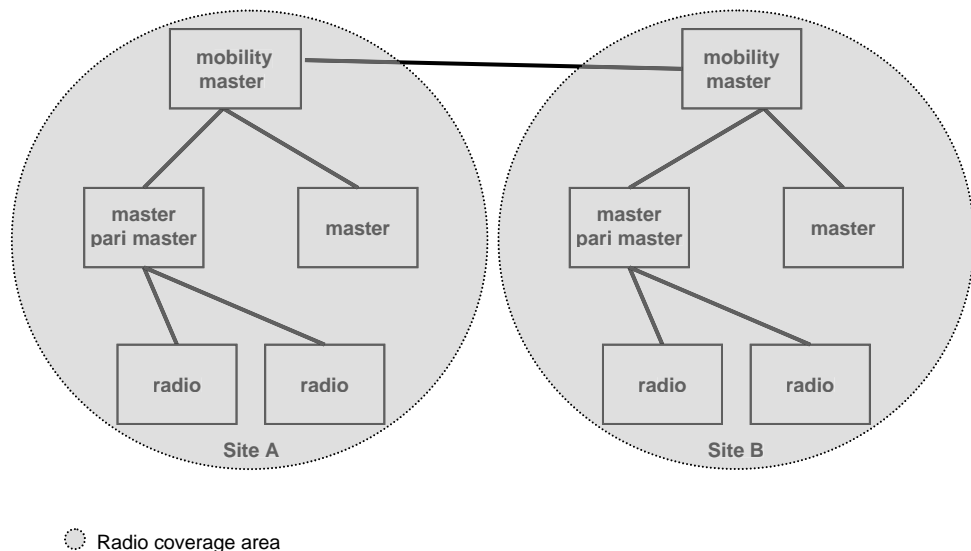 mobility
master
mobility
master
master
pari master
master
master
pari master
master
radio
radio
radio
radio
Site A
Site B
Radio coverage area